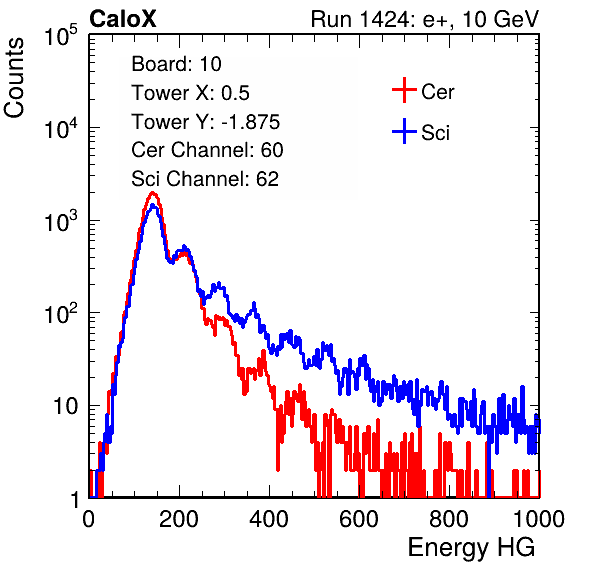 CaloX Run 1424: e+, 10 GeV
Counts
Board: 10
Tower X: 0.5
Tower Y: -1.875
Cer Channel: 60
Sci Channel: 62
Cer
Sci
10^5
10^4
10^3
10^2
10
1
0 200 400 600 800 1000
Energy HG